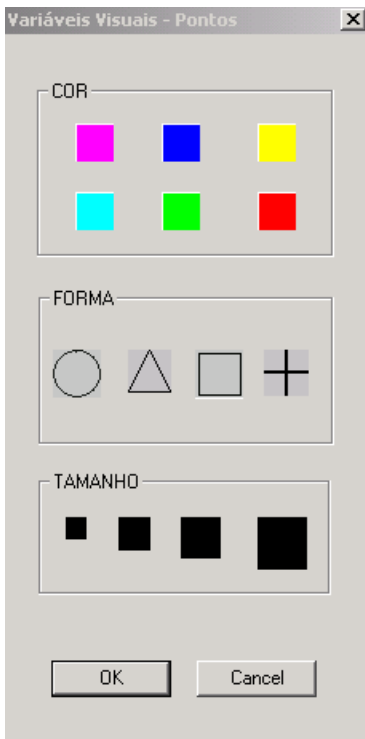 Variáveis Visuais - Pontos
COR
FORMA
TAMANHO
OK
Cancel